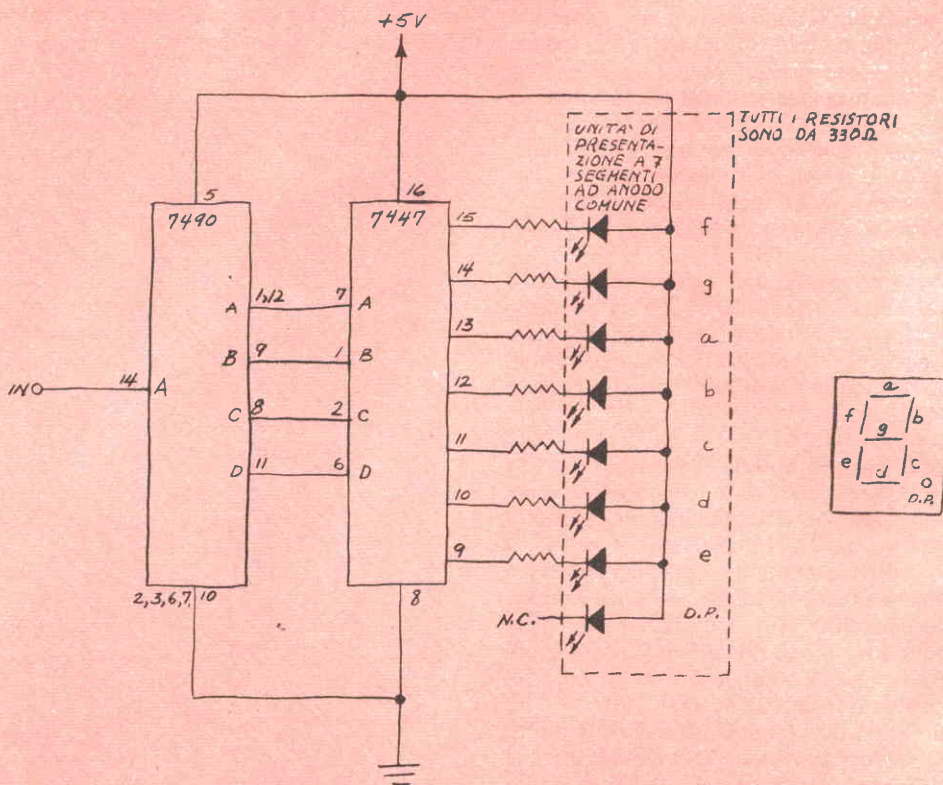 +5V
UNITA' DI
PRESENTA-
ZIONE A 7
SEGMENTI
AD ANODO
COMUNE
TUTTI I RESISTORI
SONO DA 330Ω
5
7490
16
7447
15
f
14
g
A 1,12 7 A
13
a
B 9 1 B
12
b
IN 14 A
C 8 2 C
11
c
D 11 6 D
10
d
9
e
2,3,6,7, 10
8
N.C.
D.P.
a
f
b
g
e
d
c
D.P.